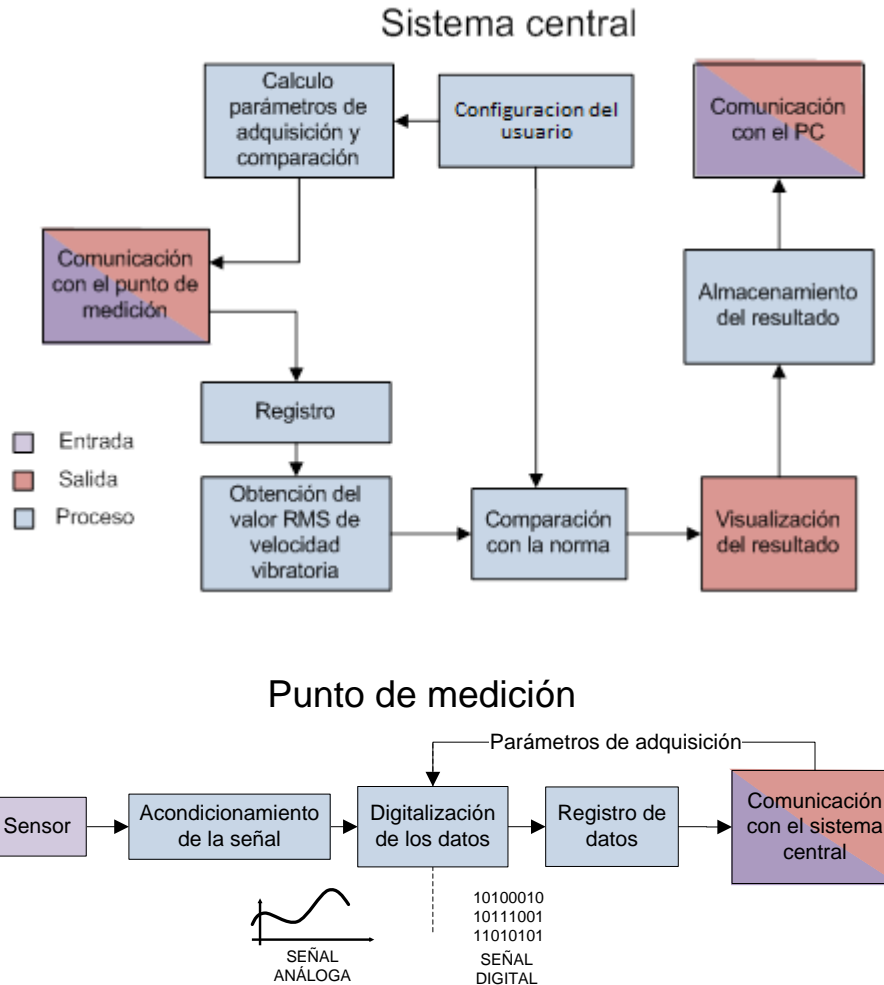 Sistema central
Calculo
parámetros de
adquisición y
comparación
Configuracion del
usuario
Comunicación
con el PC
Comunicación
con el punto de
medición
Almacenamiento
del resultado
Registro
Entrada
Salida
Proceso
Obtención del
valor RMS de
velocidad
vibratoria
Comparación
con la norma
Visualización
del resultado
Punto de medición
Parámetros de adquisición
Sensor
Acondicionamiento
de la señal
Digitalización
de los datos
Registro de
datos
Comunicación
con el sistema
central
SEÑAL
ANÁLOGA
10100010
10111001
11010101
SEÑAL
DIGITAL